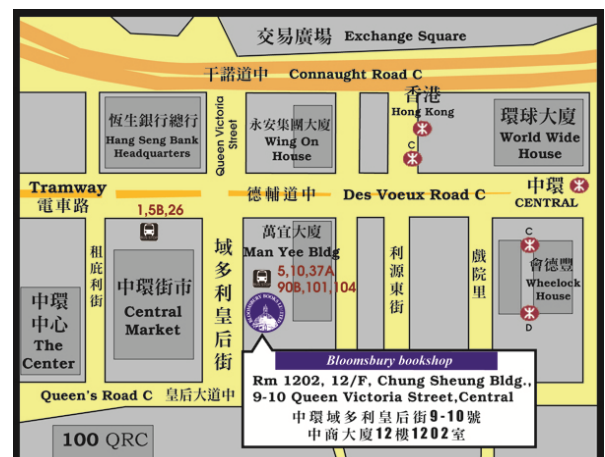 交易廣場 Exchange Square
干諾道中 Connaught Road C
恆生銀行總行
Hang Seng Bank
Headquarters
Queen Victoria
Street
永安集團大廈
Wing On
House
香港
Hong Kong
C
環球大廈
World Wide
House
Tramway
電車路
德輔道中 Des Voeux Road C
中環
CENTRAL
1,5B,26
租庇利街
中環街市
Central
Market
中環
中心
The
Center
域多利皇后街
萬宜大廈
Man Yee Bldg
5,10,37A
90B,101,104
利源東街
戲院里
C
會德豐
Wheelock
House
D
Queen's Road C 皇后大道中
Bloomsbury bookshop
Rm 1202, 12/F, Chung Sheung Bldg.,
9-10 Queen Victoria Street,Central
中環域多利皇后街9-10號
中商大廈12樓1202室
100 QRC